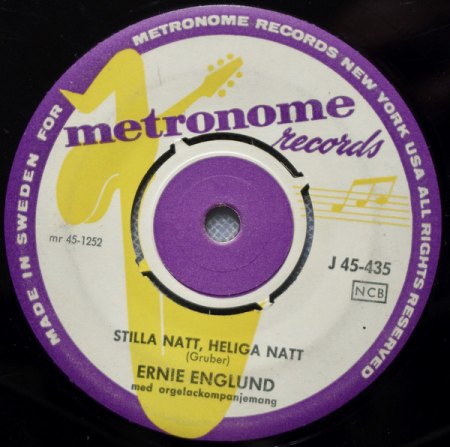 MADE IN SWEDEN FOR METRONOME RECORDS NEW YORK USA ALL RIGHTS RESERVED
metronome
records
mr 45-1252
J 45-435
NCB
STILLA NATT, HELIGA NATT
(Gruber)
ERNIE ENGLUND
med orgelackompanjemang